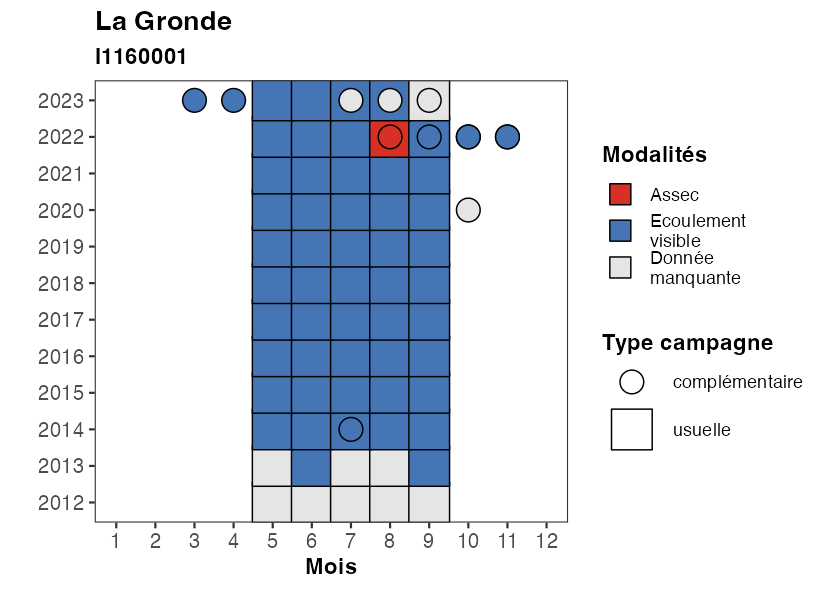 La Gronde
I1160001
2023
2022
2021
2020
2019
2018
2017
2016
2015
2014
2013
2012
1 2 3 4 5 6 7 8 9 10 11 12
Mois
Modalités
Assec
Ecoulement
visible
Donnée
manquante
Type campagne
complémentaire
usuelle